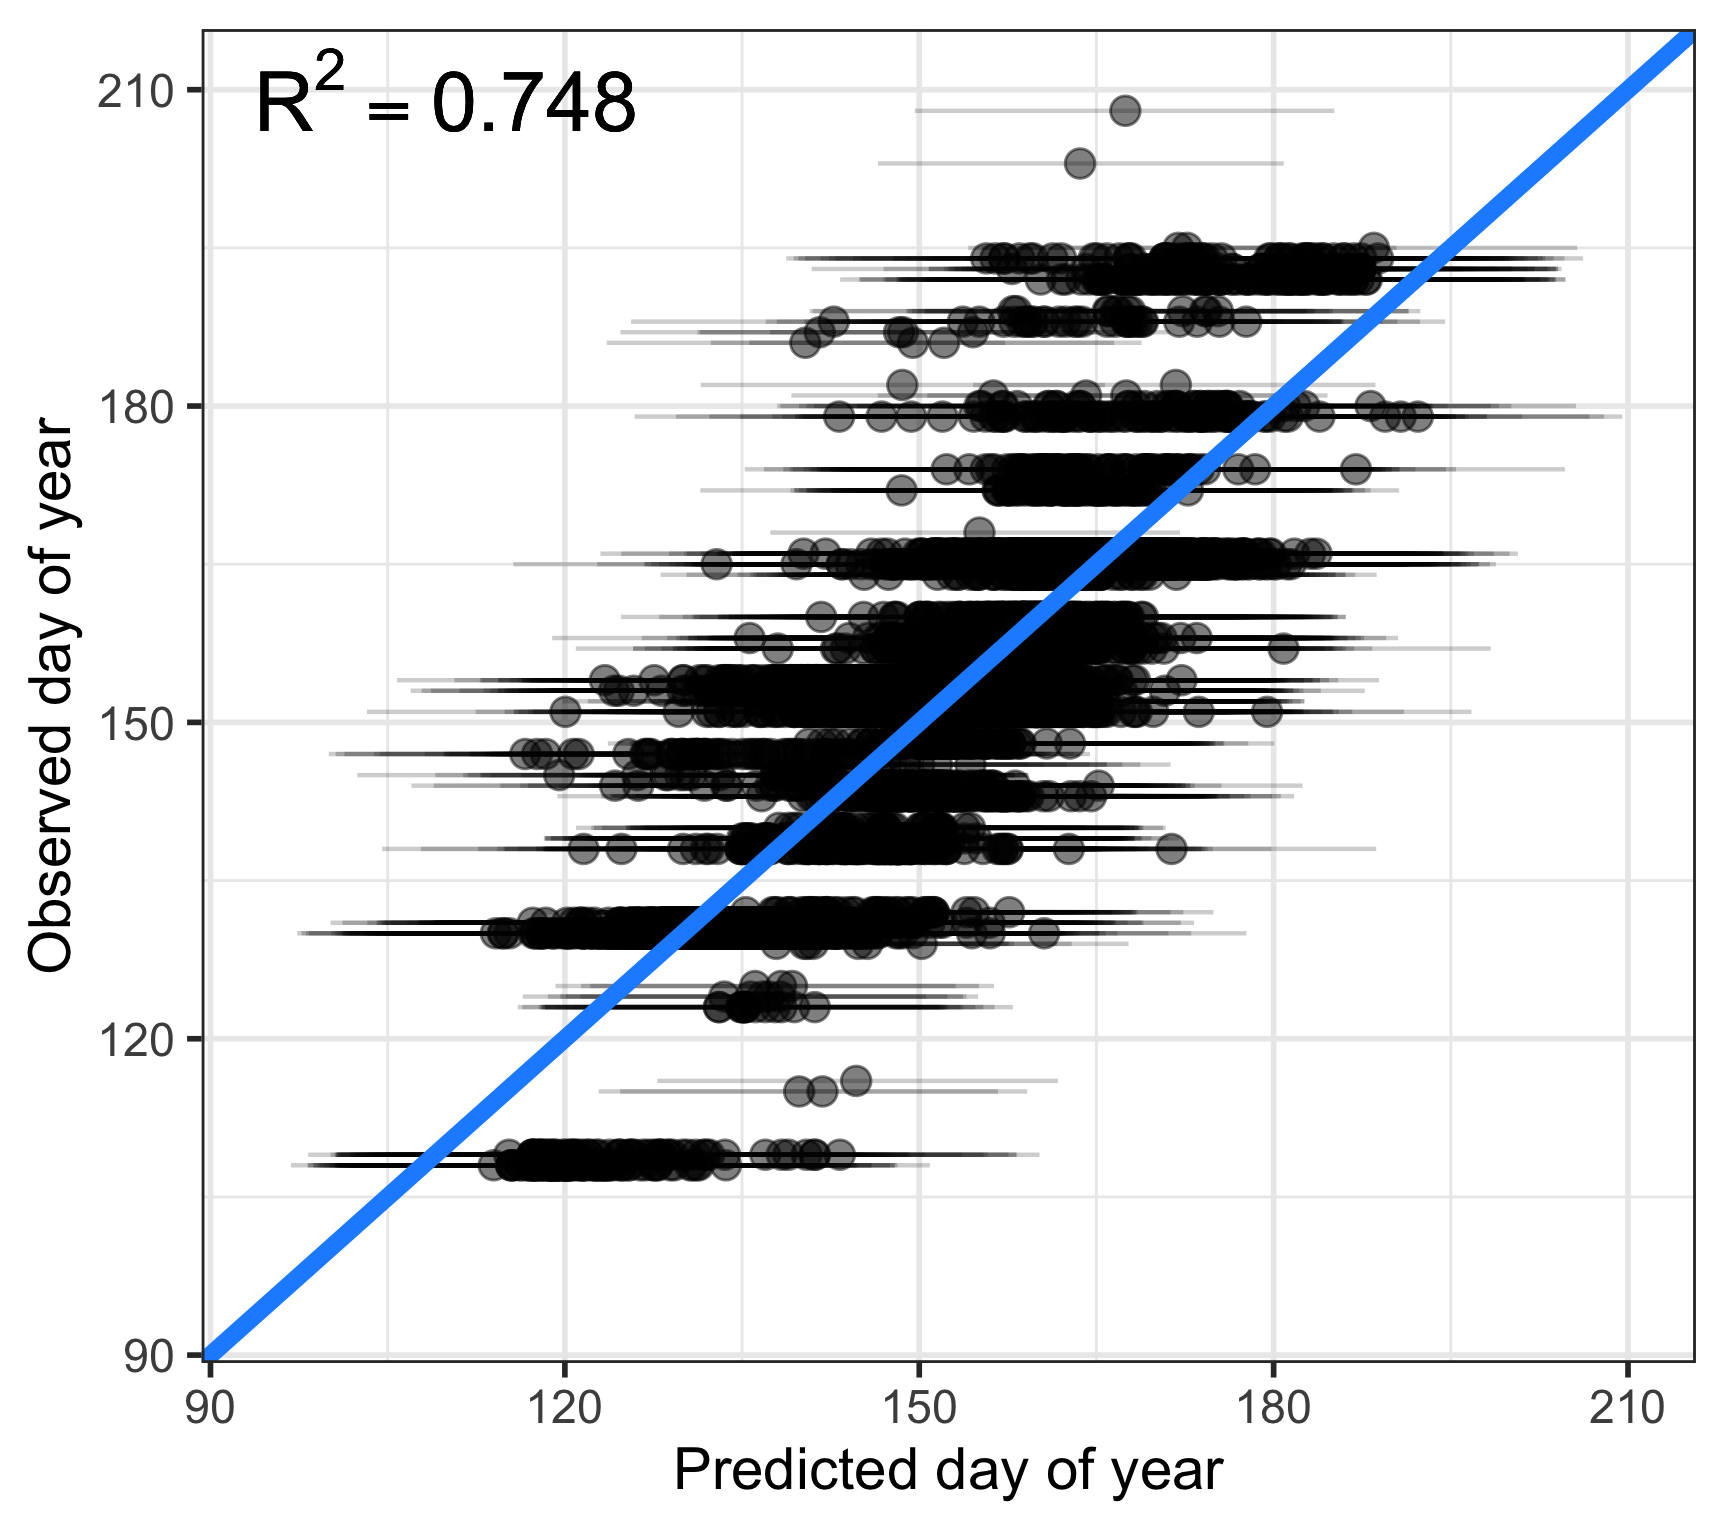 R² = 0.748
210
180
150
120
90
90 120 150 180 210
Observed day of year
Predicted day of year